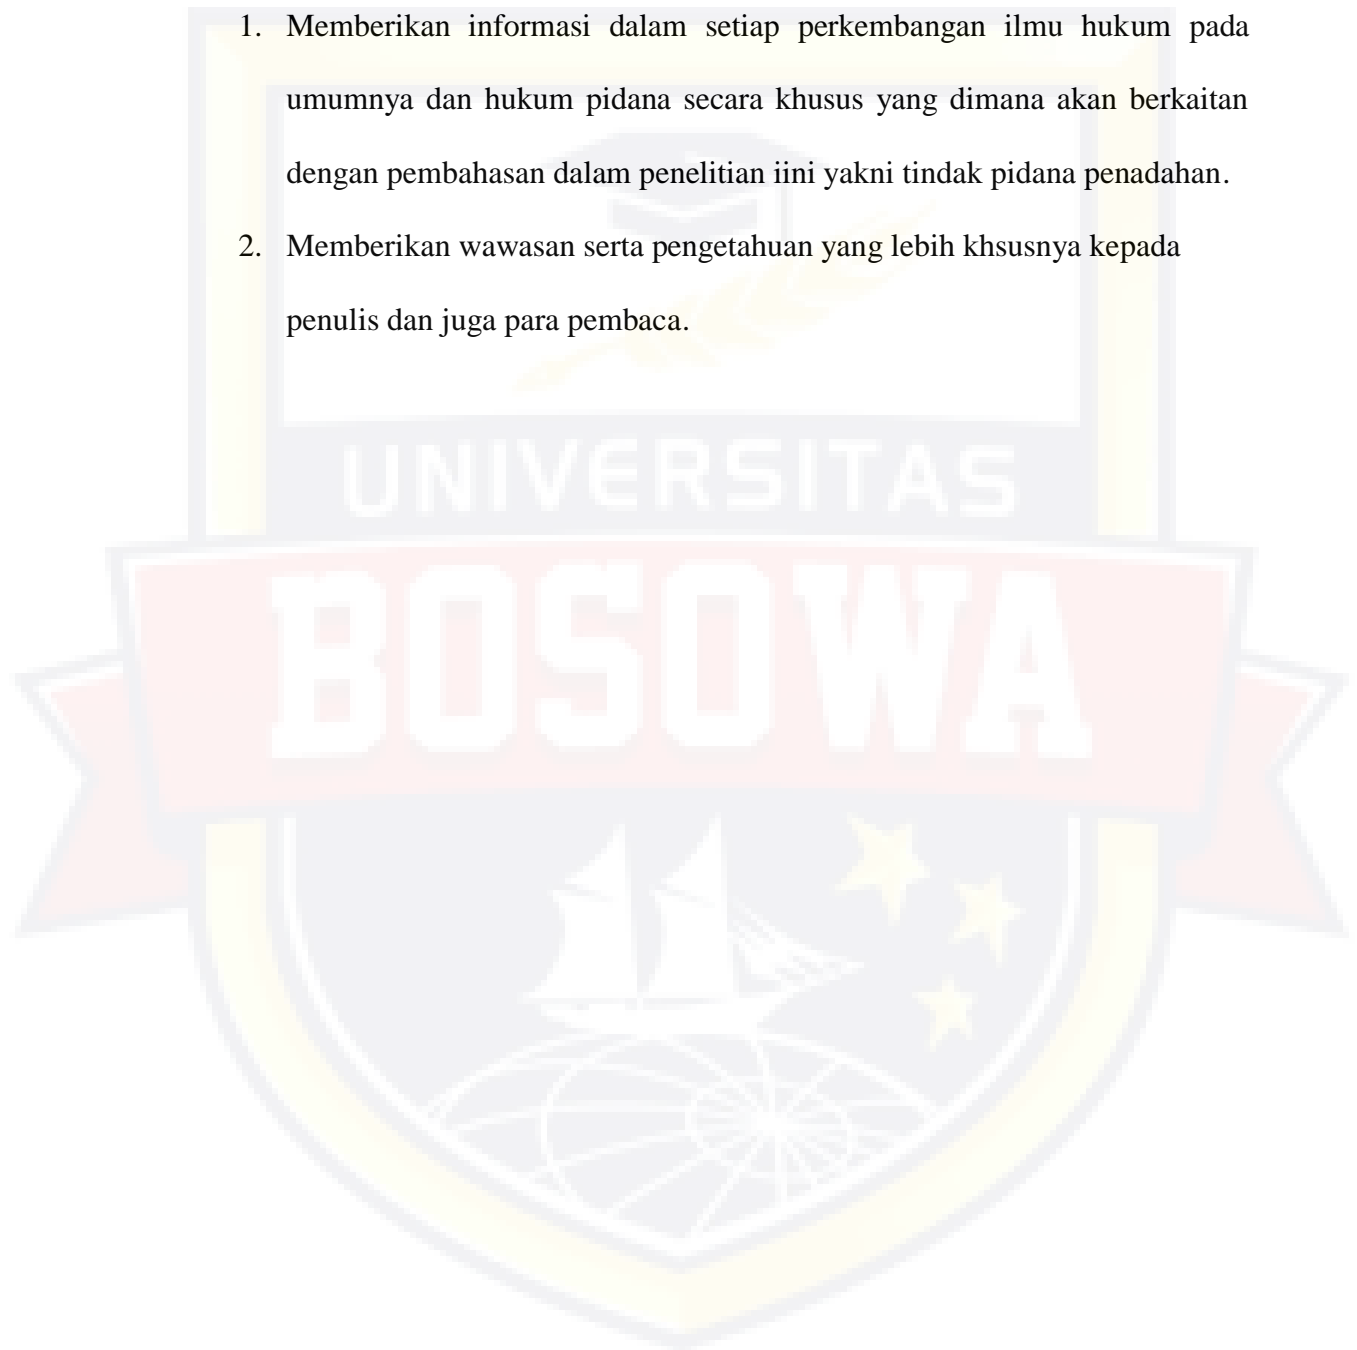 1. Memberikan informasi dalam setiap perkembangan ilmu hukum pada
umumnya dan hukum pidana secara khusus yang dimana akan berkaitan
dengan pembahasan dalam penelitian iini yakni tindak pidana penadahan.
2. Memberikan wawasan serta pengetahuan yang lebih khsusnya kepada
penulis dan juga para pembaca.
UNIVERSITAS
BOSOWA